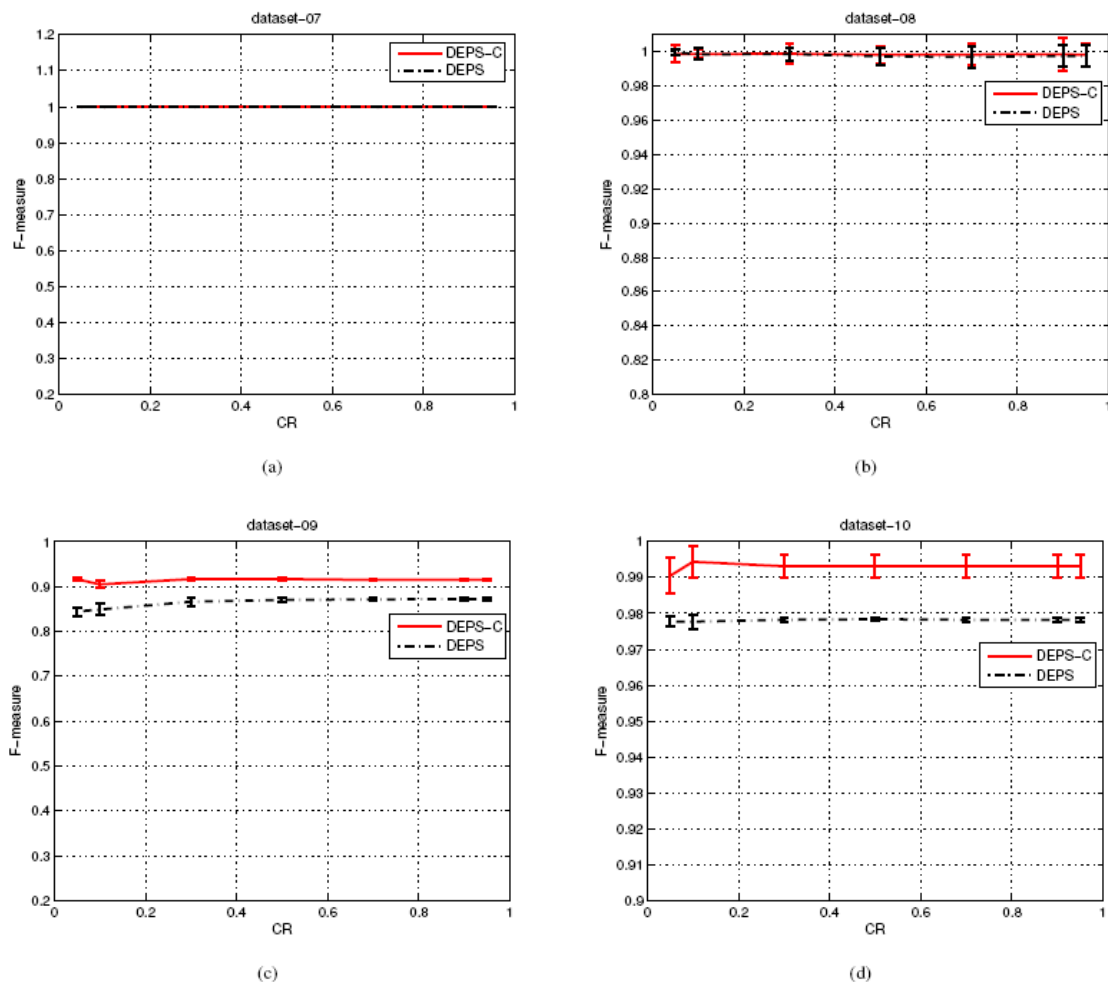 dataset-07
1.2
1.1
1
0.9
0.8
0.7
0.6
0.5
0.4
0.3
0.2
F-measure
DEPS-C
DEPS
0 0.2 0.4 0.6 0.8 1
CR
(a)
dataset-08
1
0.98
0.96
0.94
0.92
0.9
0.88
0.86
0.84
0.82
0.8
F-measure
DEPS-C
DEPS
0 0.2 0.4 0.6 0.8 1
CR
(b)
dataset-09
1
0.9
0.8
0.7
0.6
0.5
0.4
0.3
0.2
F-measure
DEPS-C
DEPS
0 0.2 0.4 0.6 0.8 1
CR
(c)
dataset-10
1
0.99
0.98
0.97
0.96
0.95
0.94
0.93
0.92
0.91
0.9
F-measure
DEPS-C
DEPS
0 0.2 0.4 0.6 0.8 1
CR
(d)